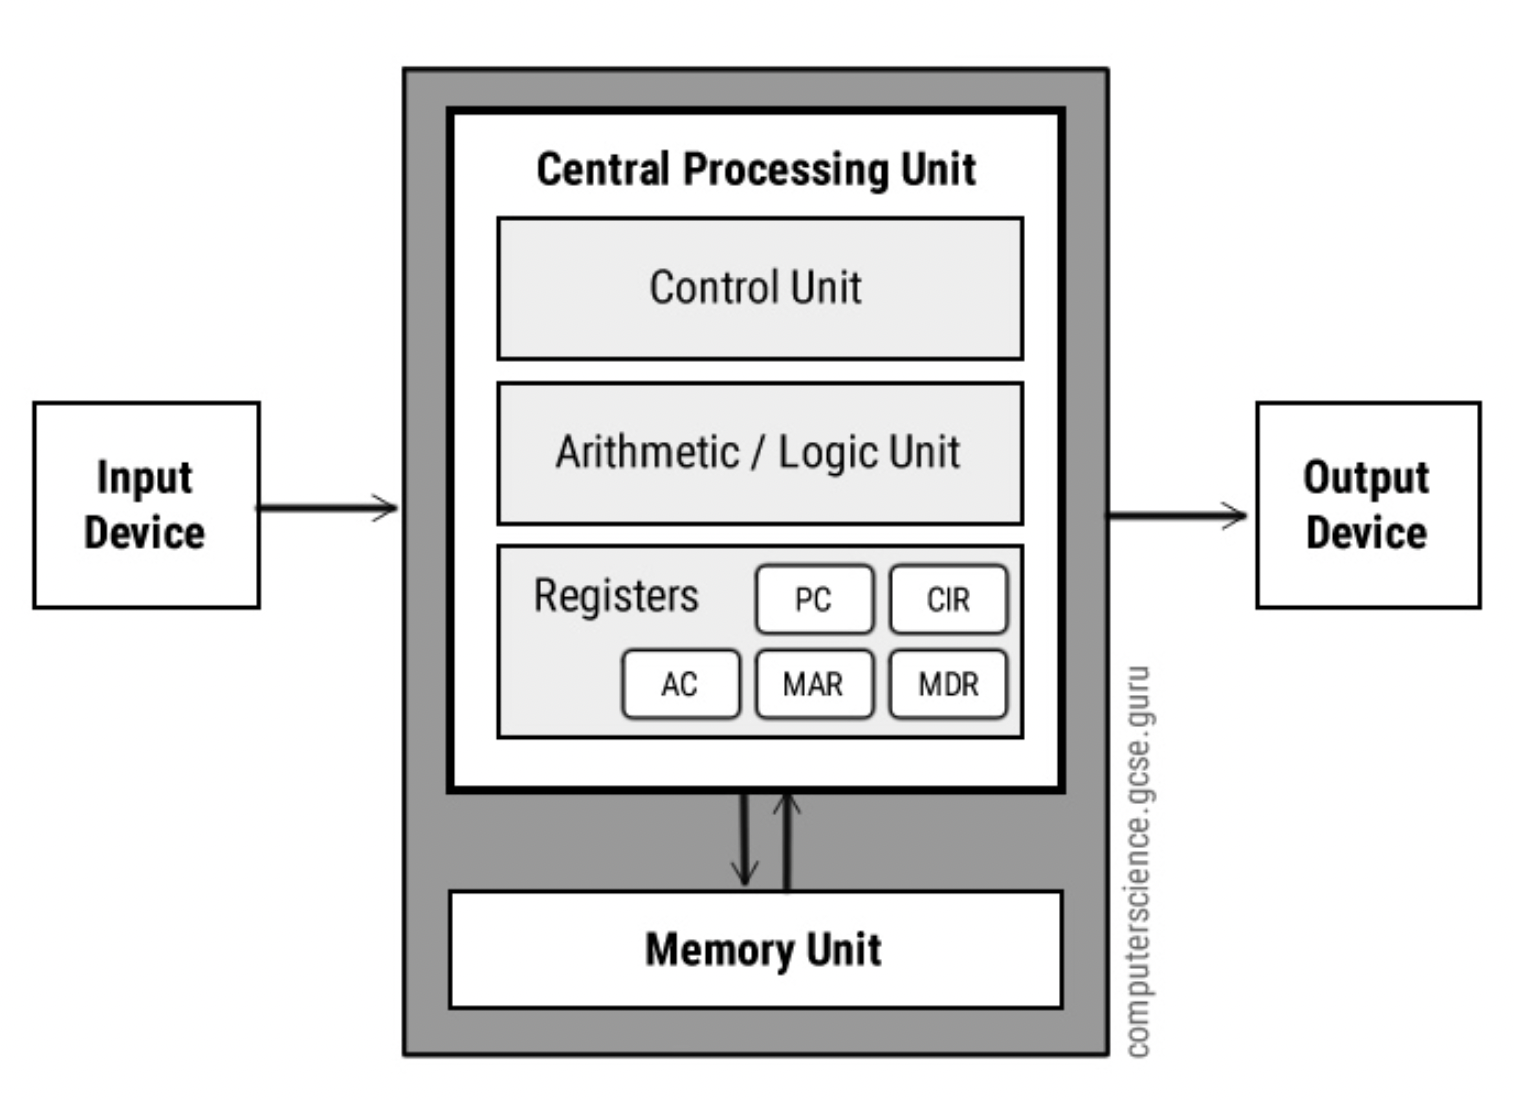 Central Processing Unit
Control Unit
Arithmetic / Logic Unit
Registers
PC
CIR
AC
MAR
MDR
Input
Device
Output
Device
Memory Unit
computerscience.gcse.guru